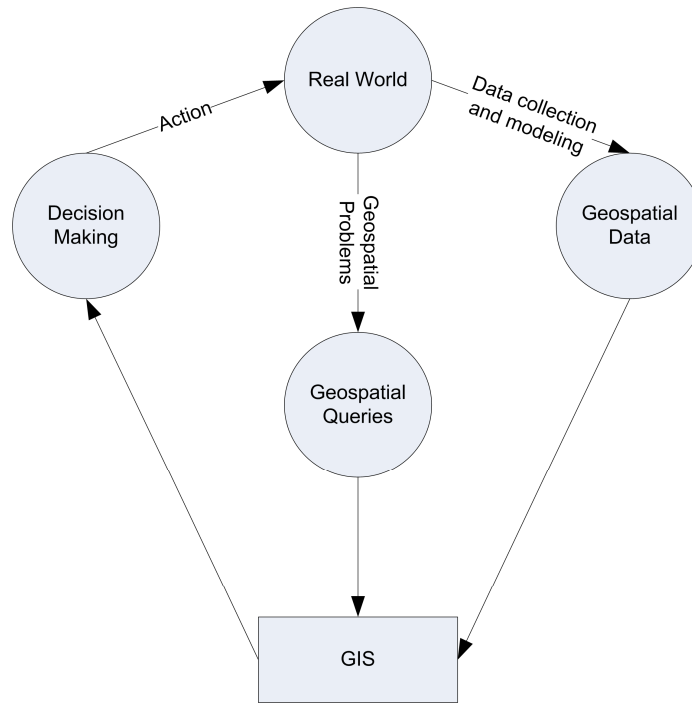 Real World
Action
Data collection
and modeling
Decision
Making
Geospatial
Problems
Geospatial
Data
Geospatial
Queries
GIS